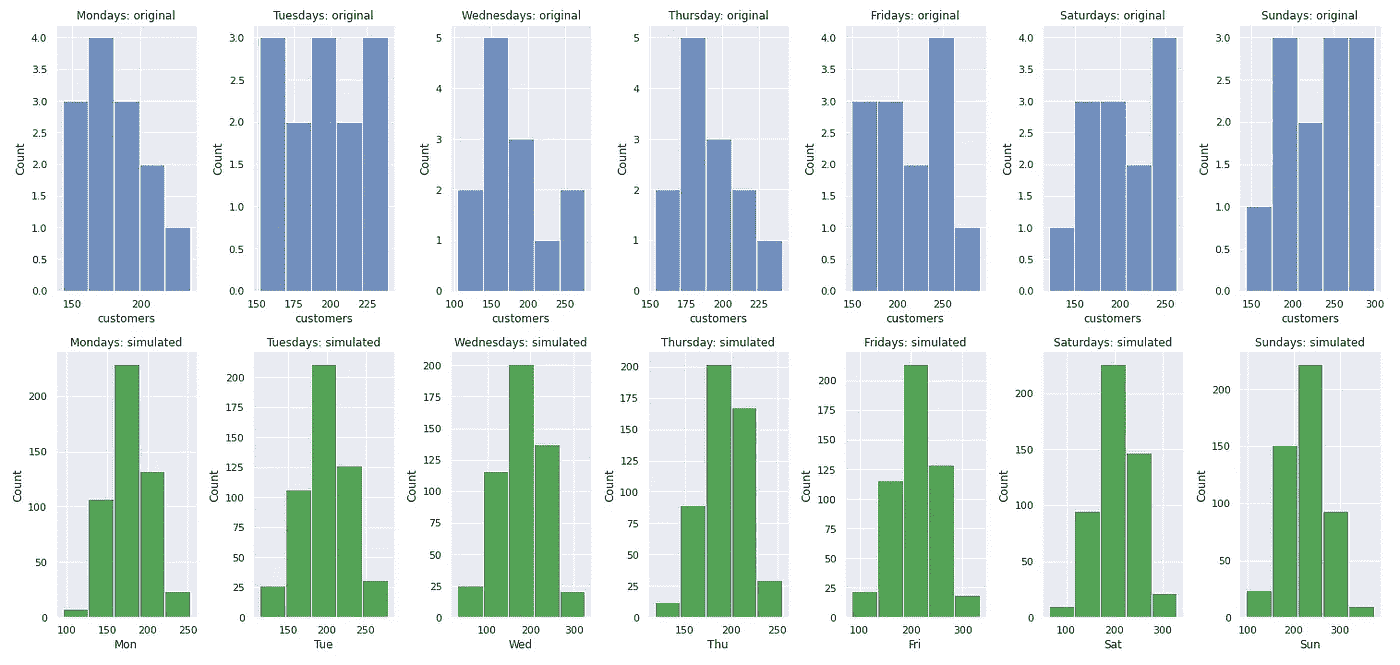 Mondays: original
4.0
3.5
3.0
2.5
2.0
1.5
1.0
0.5
0.0
Count
150 200
customers
Tuesdays: original
3.0
2.5
2.0
1.5
1.0
0.5
0.0
Count
150 175 200 225
customers
Wednesdays: original
5
4
3
2
1
0
Count
100 150 200 250
customers
Thursday: original
5
4
3
2
1
0
Count
150 175 200 225
customers
Fridays: original
4.0
3.5
3.0
2.5
2.0
1.5
1.0
0.5
0.0
Count
150 200 250
customers
Saturdays: original
4.0
3.5
3.0
2.5
2.0
1.5
1.0
0.5
0.0
Count
150 200 250
customers
Sundays: original
3.0
2.5
2.0
1.5
1.0
0.5
0.0
Count
150 200 250 300
customers
Mondays: simulated
200
150
100
50
0
Count
100 150 200 250
Mon
Tuesdays: simulated
200
175
150
125
100
75
50
25
0
Count
150 200 250
Tue
Wednesdays: simulated
200
175
150
125
100
75
50
25
0
Count
100 200 300
Wed
Thursday: simulated
200
175
150
125
100
75
50
25
0
Count
150 200 250
Thu
Fridays: simulated
200
175
150
125
100
75
50
25
0
Count
100 200 300
Fri
Saturdays: simulated
200
150
100
50
0
Count
100 200 300
Sat
Sundays: simulated
200
150
100
50
0
Count
100 200 300
Sun